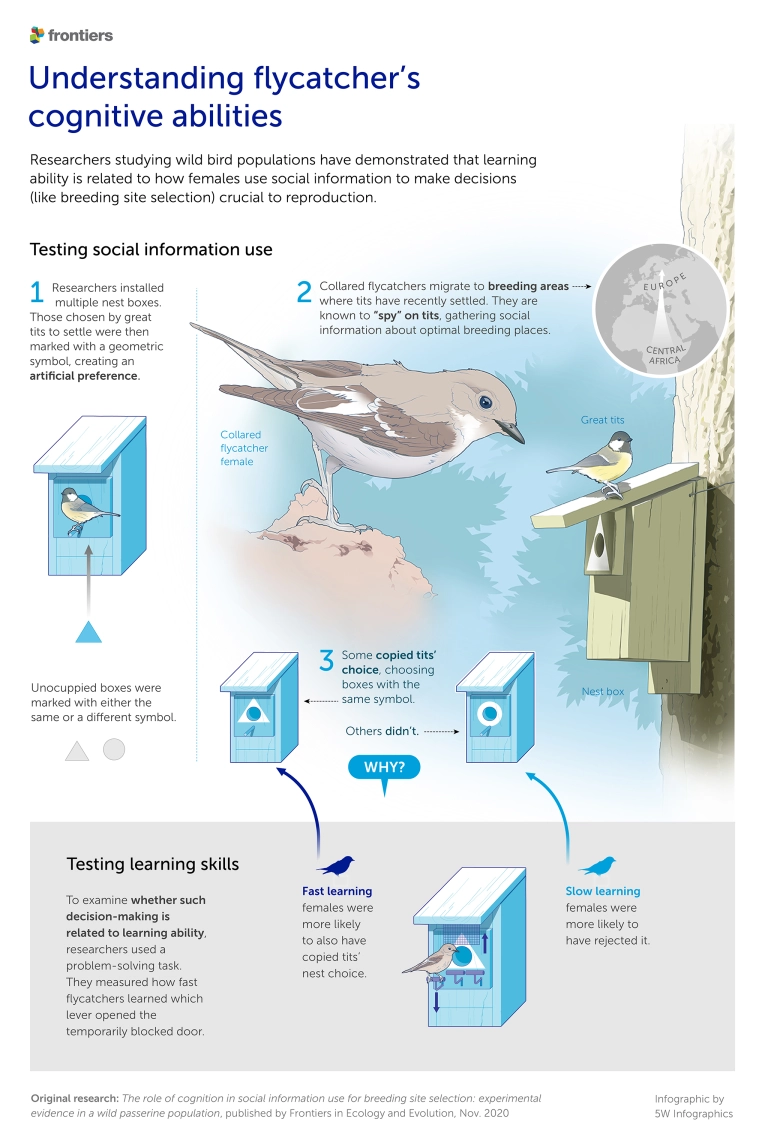 frontiers
Understanding flycatcher's
cognitive abilities
Researchers studying wild bird populations have demonstrated that learning
ability is related to how females use social information to make decisions
(like breeding site selection) crucial to reproduction.
Testing social information use
1 Researchers installed
multiple nest boxes.
Those chosen by great
tits to settle were then
marked with a geometric
symbol, creating an
artificial preference.
2 Collared flycatchers migrate to breeding areas
where tits have recently settled. They are
known to "spy" on tits, gathering social
information about optimal breeding places.
EUROPE
CENTRAL
AFRICA
Collared
flycatcher
female
Great tits
Nest box
Unocuppied boxes were
marked with either the
same or a different symbol.
3 Some copied tits'
choice, choosing
boxes with the
same symbol.
Others didn't.
WHY?
Testing learning skills
To examine whether such
decision-making is
related to learning ability,
researchers used a
problem-solving task.
They measured how fast
flycatchers learned which
lever opened the
temporarily blocked door.
Fast learning
females were
more likely
to also have
copied tits'
nest choice.
Slow learning
females were
more likely to
have rejected it.
Original research: The role of cognition in social information use for breeding site selection: experimental
evidence in a wild passerine population, published by Frontiers in Ecology and Evolution, Nov. 2020
Infographic by
5W Infographics